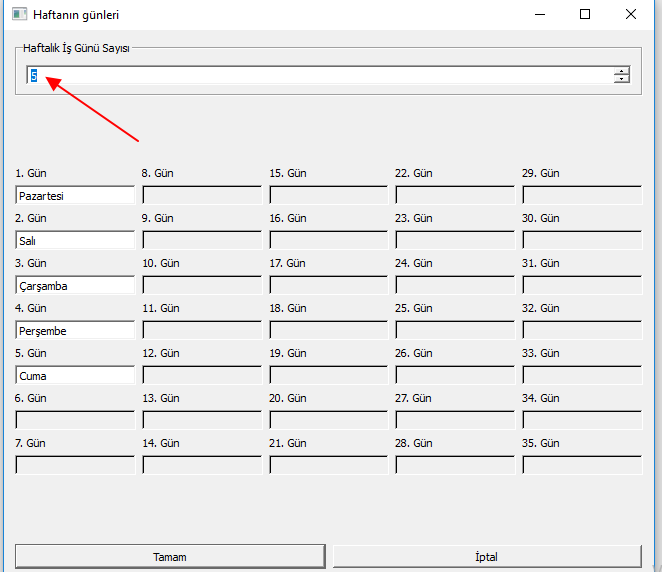 Haftanın günleri
Haftalık İş Günü Sayısı
5
1. Gün 8. Gün 15. Gün 22. Gün 29. Gün
Pazartesi
2. Gün 9. Gün 16. Gün 23. Gün 30. Gün
Salı
3. Gün 10. Gün 17. Gün 24. Gün 31. Gün
Çarşamba
4. Gün 11. Gün 18. Gün 25. Gün 32. Gün
Perşembe
5. Gün 12. Gün 19. Gün 26. Gün 33. Gün
Cuma
6. Gün 13. Gün 20. Gün 27. Gün 34. Gün
7. Gün 14. Gün 21. Gün 28. Gün 35. Gün
Tamam İptal